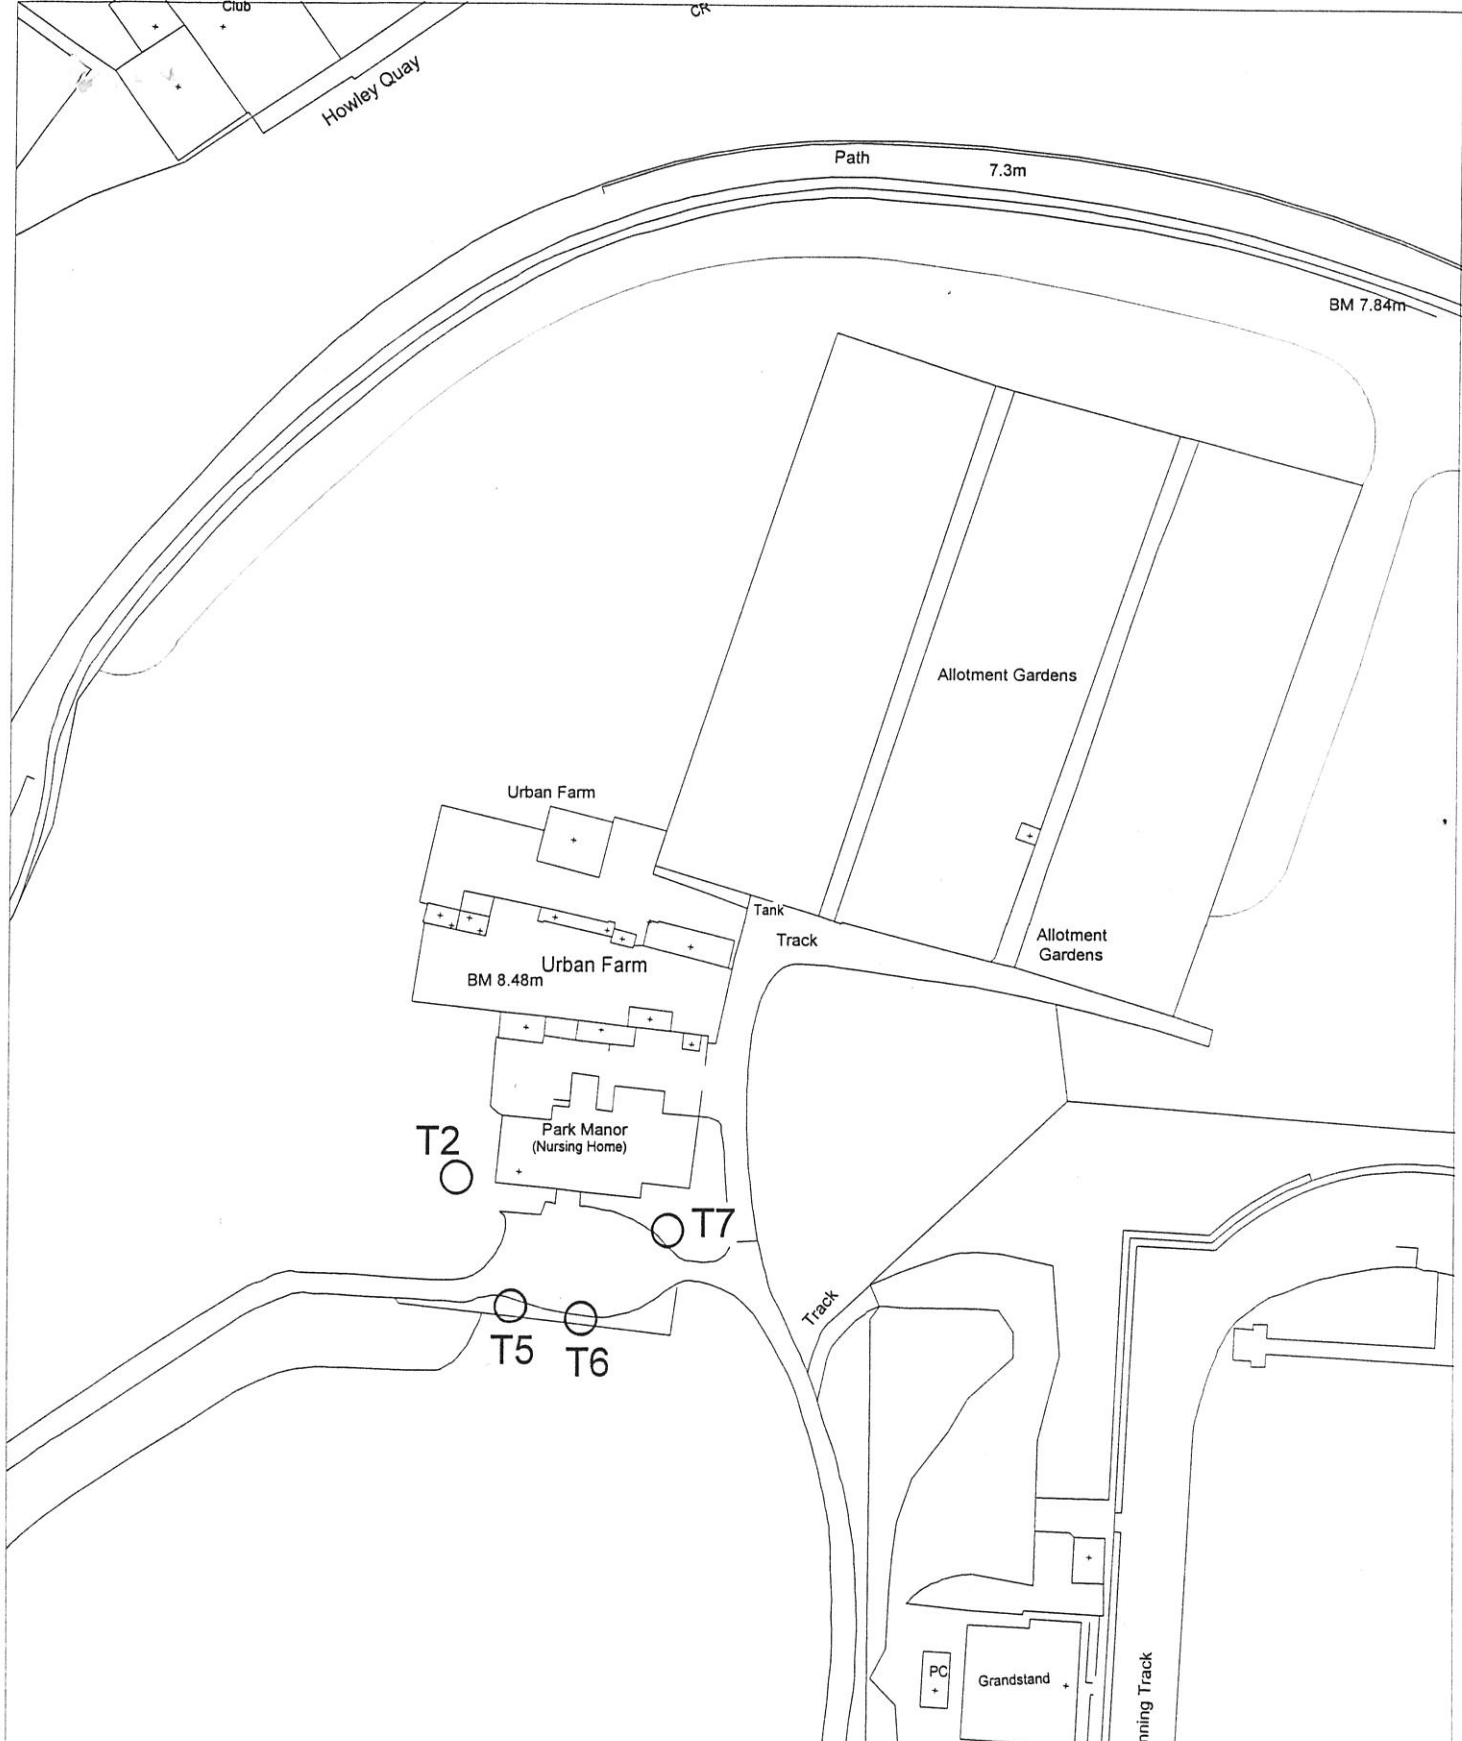 Club
CR
Howley Quay
Path
7.3m
BM 7.84m
Allotment Gardens
Urban Farm
Tank
Track
Allotment
Gardens
Urban Farm
BM 8.48m
Park Manor
(Nursing Home)
T2
T7
Track
T5
T6
PC
Grandstand
nning Track